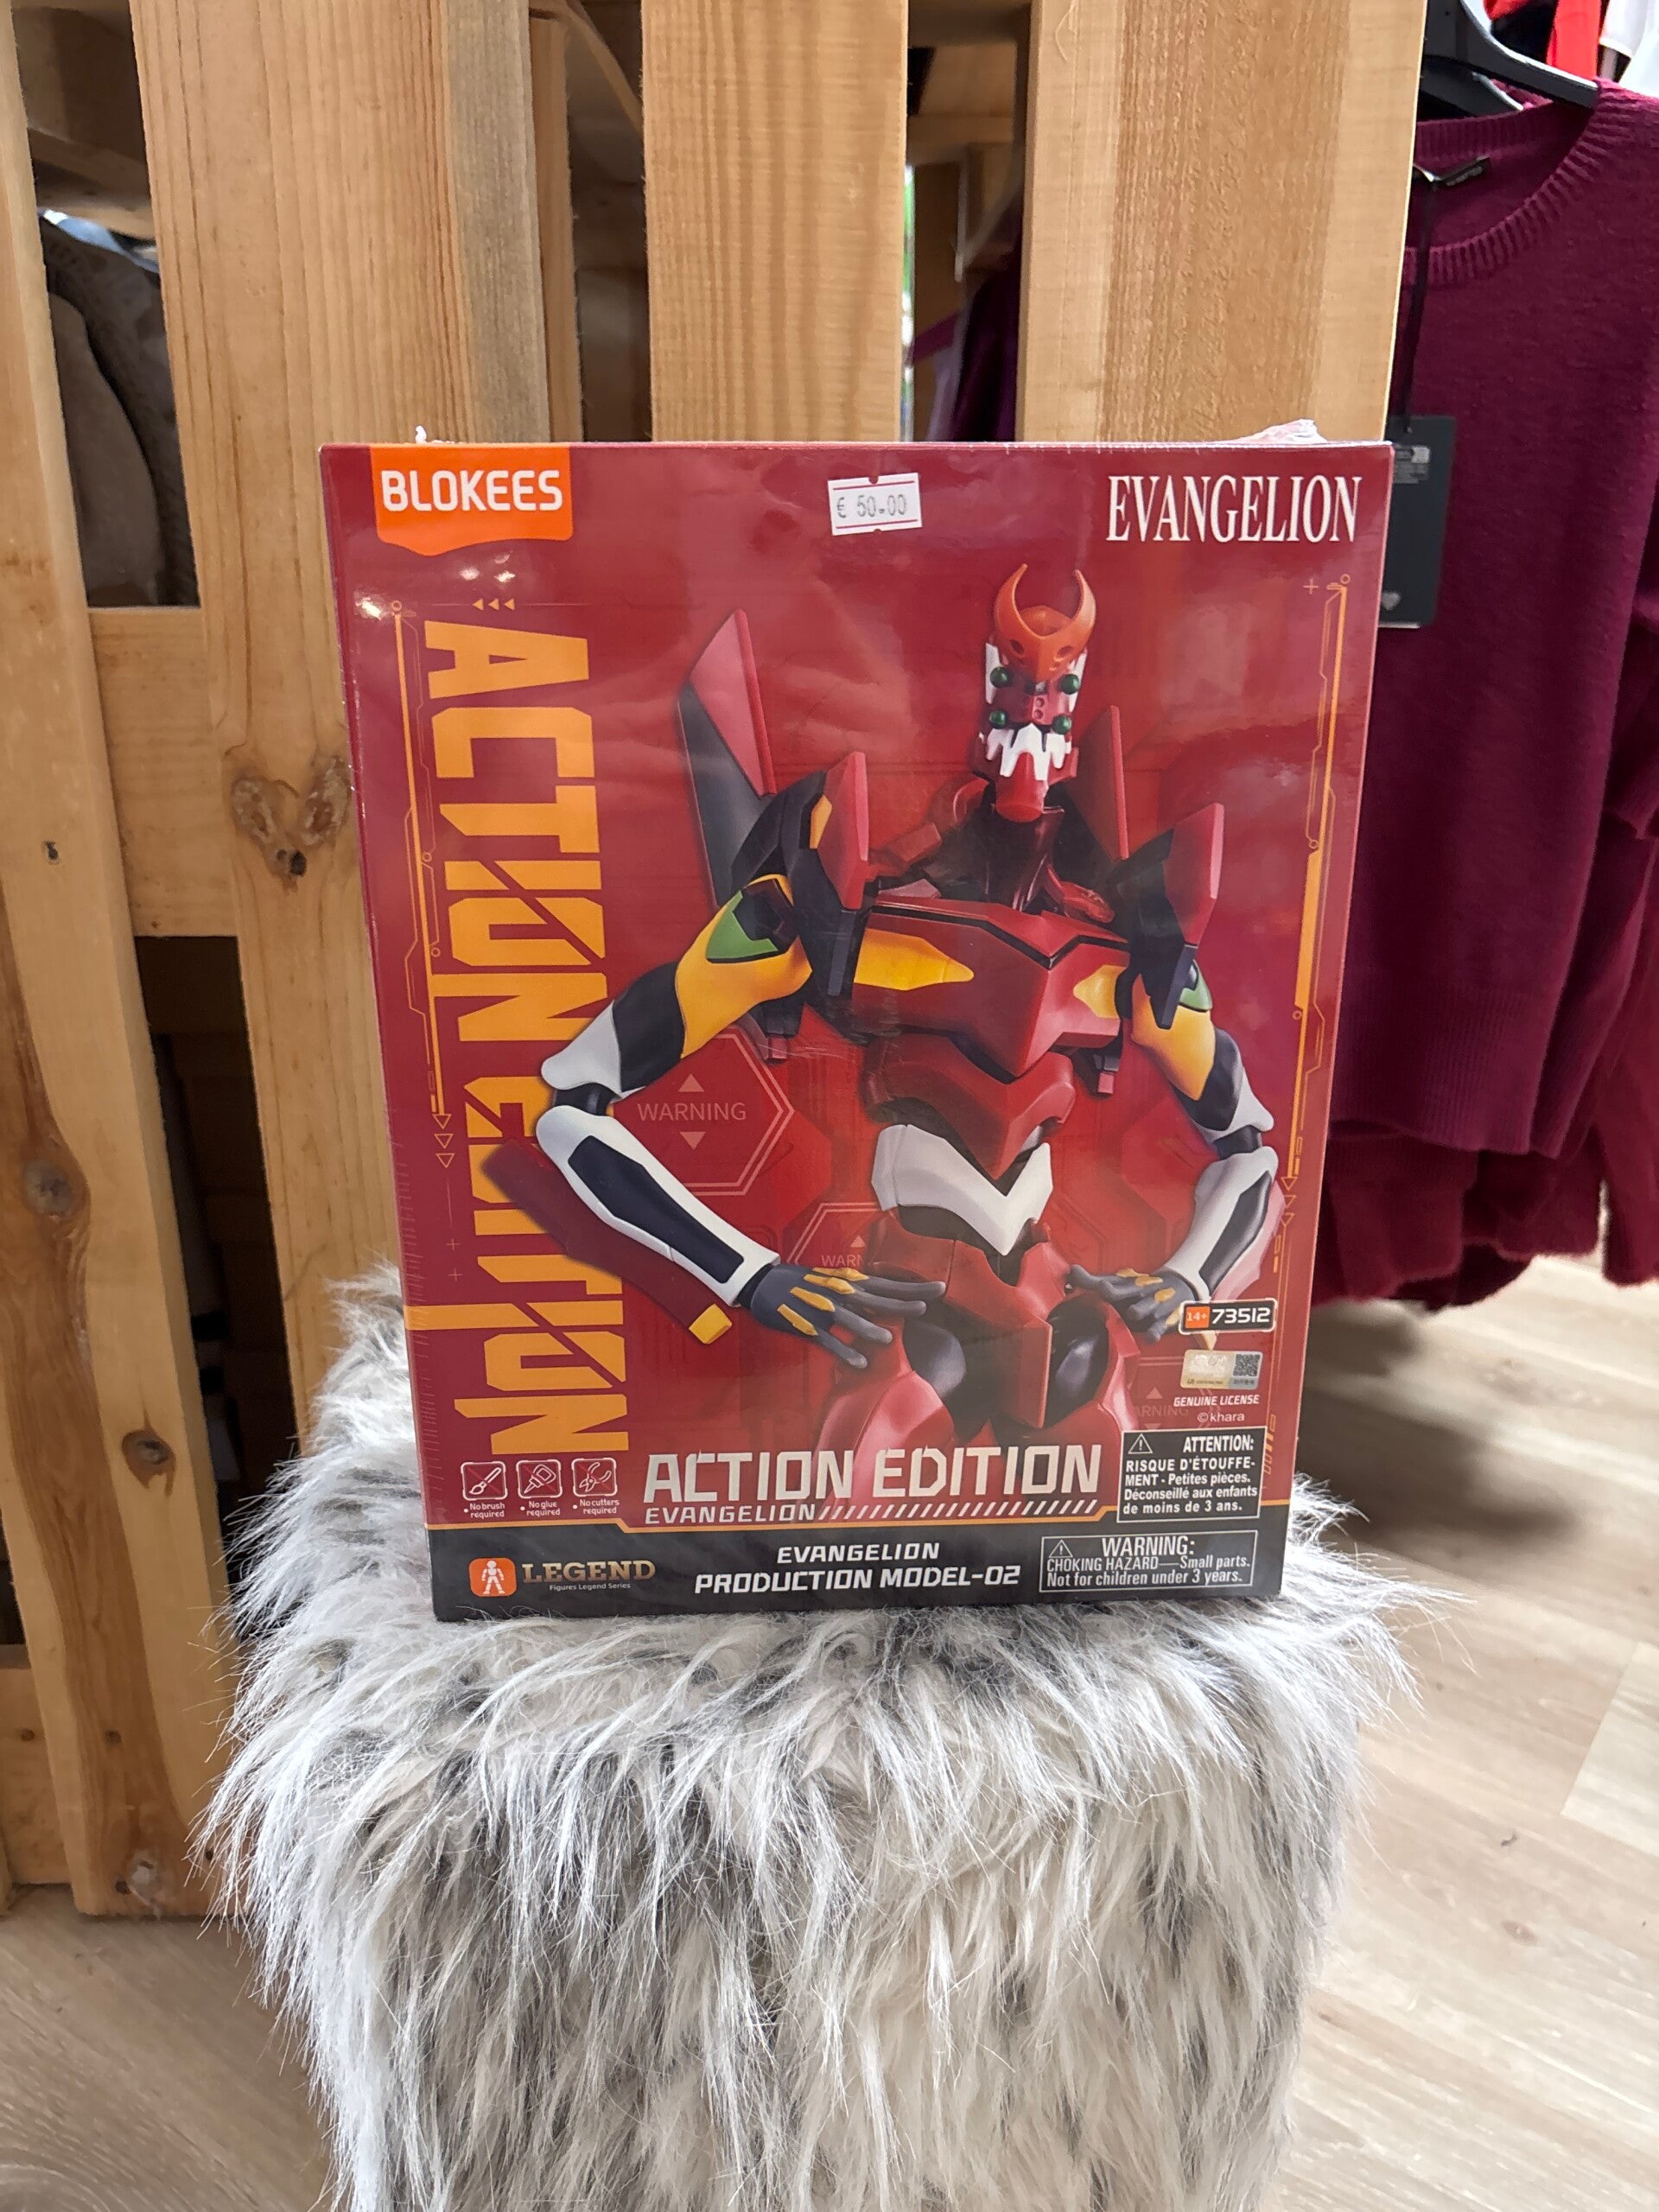 BLOKEES
€ 50.00
EVANGELION
ACTION EDITION
WARNING
WARN
14+ 73512
GENUINE LICENSE
©khara
ARNING
ACTION EDITION
EVANGELION
No brush required
No glue required
No cutters required
ATTENTION:
RISQUE D'ÉTOUFFE-
MENT - Petites pièces.
Déconseillé aux enfants
de moins de 3 ans.
LEGEND
Figures Legend Series
EVANGELION
PRODUCTION MODEL-02
WARNING:
CHOKING HAZARD—Small parts.
Not for children under 3 years.